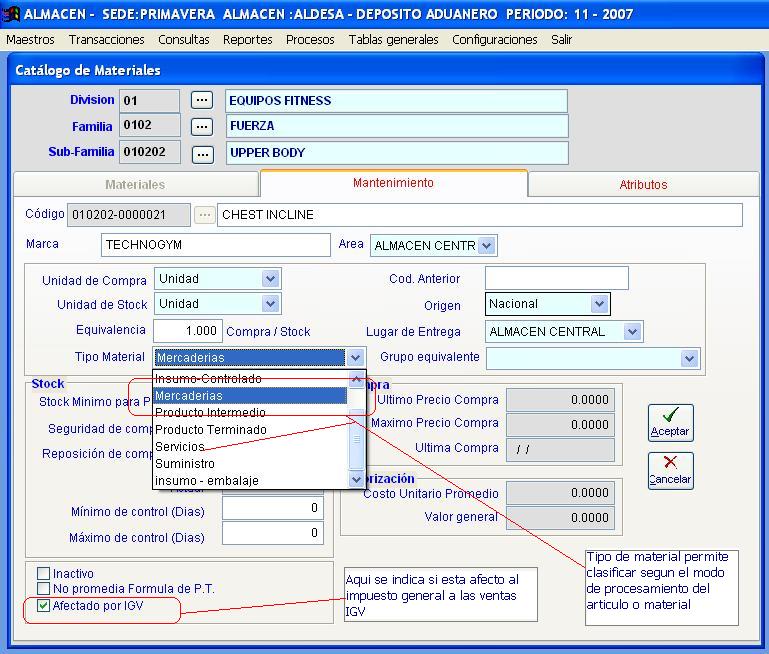 ALMACEN - SEDE:PRIMAVERA ALMACEN :ALDESA - DEPOSITO ADUANERO PERIODO: 11 - 2007
Maestros Transacciones Consultas Reportes Procesos Tablas generales Configuraciones Salir
Catálogo de Materiales
Division 01 ... EQUIPOS FITNESS
Familia 0102 ... FUERZA
Sub-Familia 010202 ... UPPER BODY
Materiales Mantenimiento Atributos
Código 010202-0000021 ... CHEST INCLINE
Marca TECHNOGYM Area ALMACEN CENTR
Unidad de Compra Unidad Cod. Anterior
Unidad de Stock Unidad Origen Nacional
Equivalencia 1.000 Compra / Stock Lugar de Entrega ALMACEN CENTRAL
Tipo Material Mercaderias Grupo equivalente
Stock
Insumo-Controlado
Mercaderias
Producto Intermedio
Producto Terminado
Servicios
Suministro
insumo - embalaje
Stock Minimo para P
Seguridad de comp
Reposición de comp
Mínimo de control (Dias) 0
Máximo de control (Dias) 0
Ultimo Precio Compra 0.0000
Maximo Precio Compra 0.0000
Ultima Compra / /
Costo Unitario Promedio 0.0000
Valor general 0.0000
Aceptar
Cancelar
Inactivo
No promedia Formula de P.T.
Afectado por IGV
Aqui se indica si esta afecto al
impuesto general a las ventas
IGV
Tipo de material permite
clasificar segun el modo
de procesamiento del
articulo o material